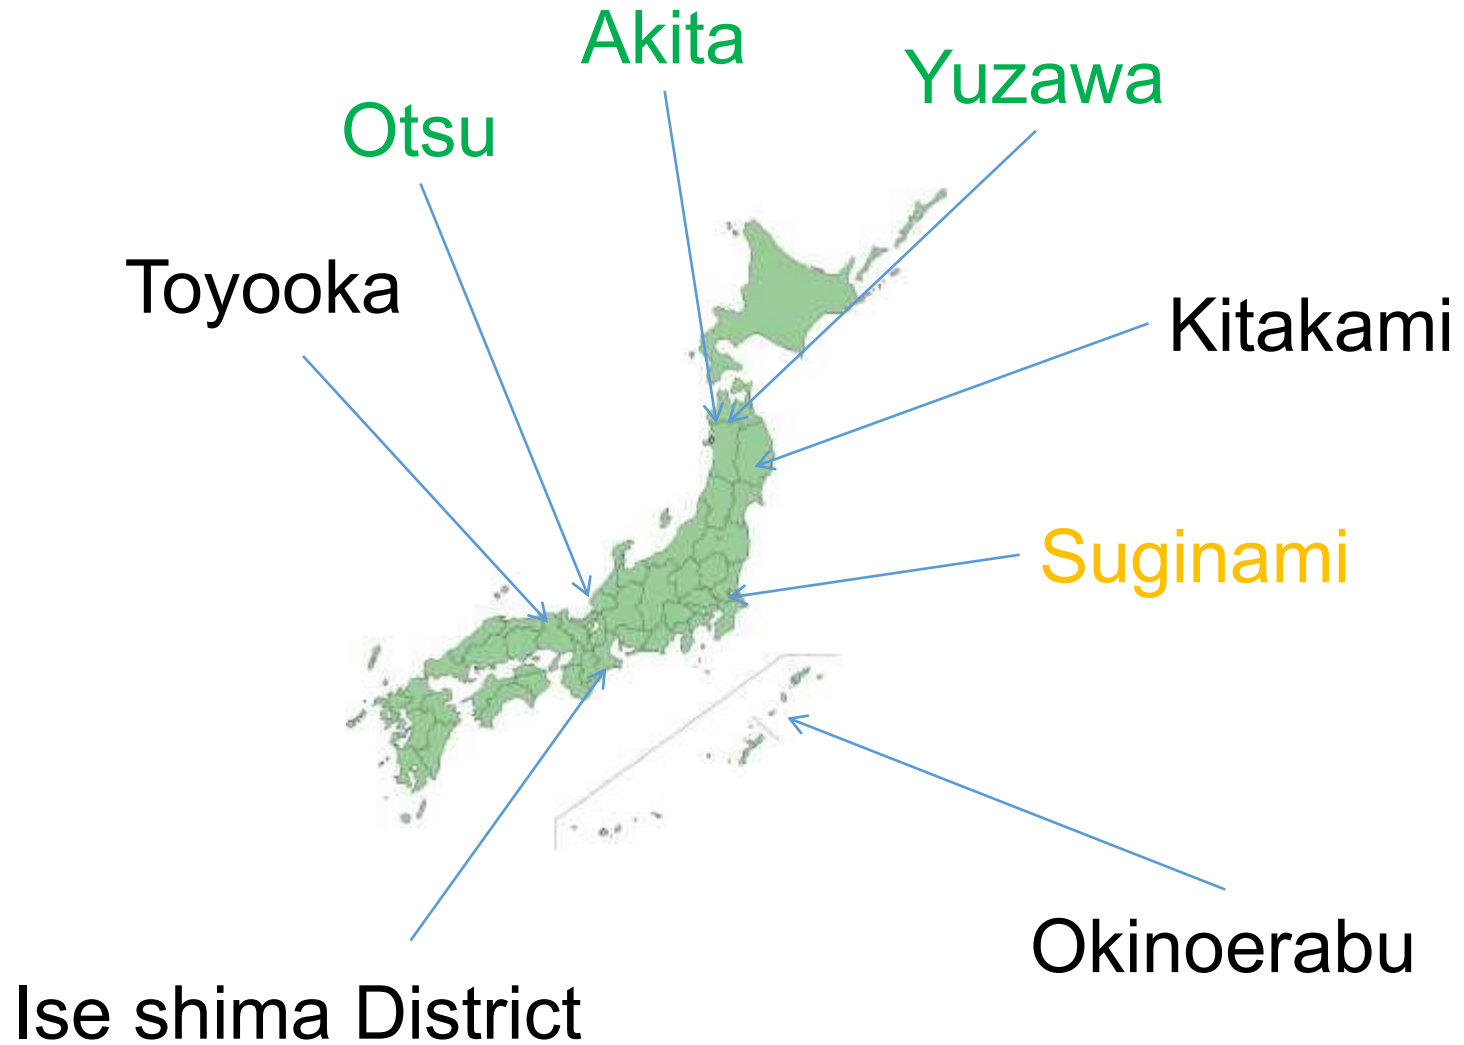 Akita
Yuzawa
Otsu
Toyooka
Kitakami
Suginami
Okinoerabu
Ise shima District